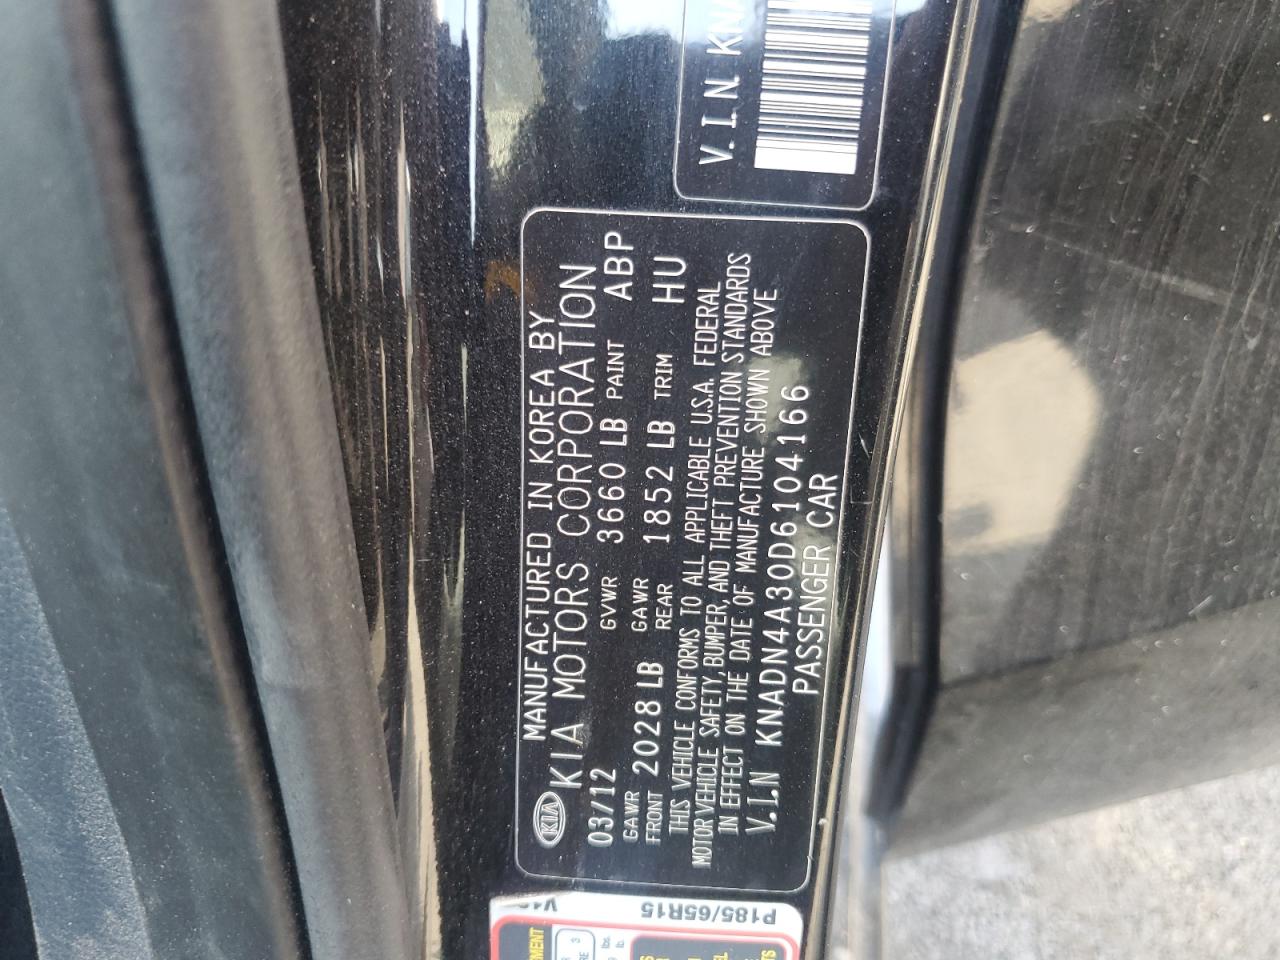 V.I.N
KIA
MANUFACTURED IN KOREA BY
KIA MOTORS CORPORATION
03/12 GVWR 3660 LB PAINT ABP
GAWR FRONT 2028 LB GAWR REAR 1852 LB TRIM HU
THIS VEHICLE CONFORMS TO ALL APPLICABLE U.S.A. FEDERAL
MOTOR VEHICLE SAFETY, BUMPER, AND THEFT PREVENTION STANDARDS
IN EFFECT ON THE DATE OF MANUFACTURE SHOWN ABOVE
V.I.N KNADN4A30D6104166
PASSENGER CAR
P185/65R15